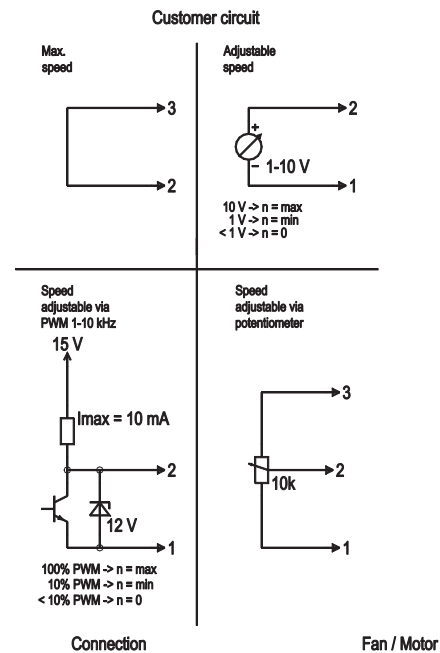 Customer circuit
Max.
speed
3
2
Adjustable
speed
2
+
–
1-10 V
1
10 V -> n = max
1 V -> n = min
< 1 V -> n = 0
Speed
adjustable via
PWM 1-10 kHz
15 V
Imax = 10 mA
2
12 V
1
100% PWM -> n = max
10% PWM -> n = min
< 10% PWM -> n = 0
Speed
adjustable via
potentiometer
3
2
10k
1
Connection
Fan / Motor